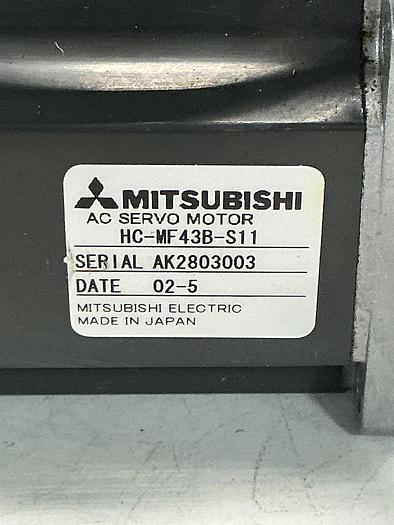 MITSUBISHI
AC SERVO MOTOR
HC-MF43B-S11
SERIAL AK2803003
DATE 02-5
MITSUBISHI ELECTRIC
MADE IN JAPAN